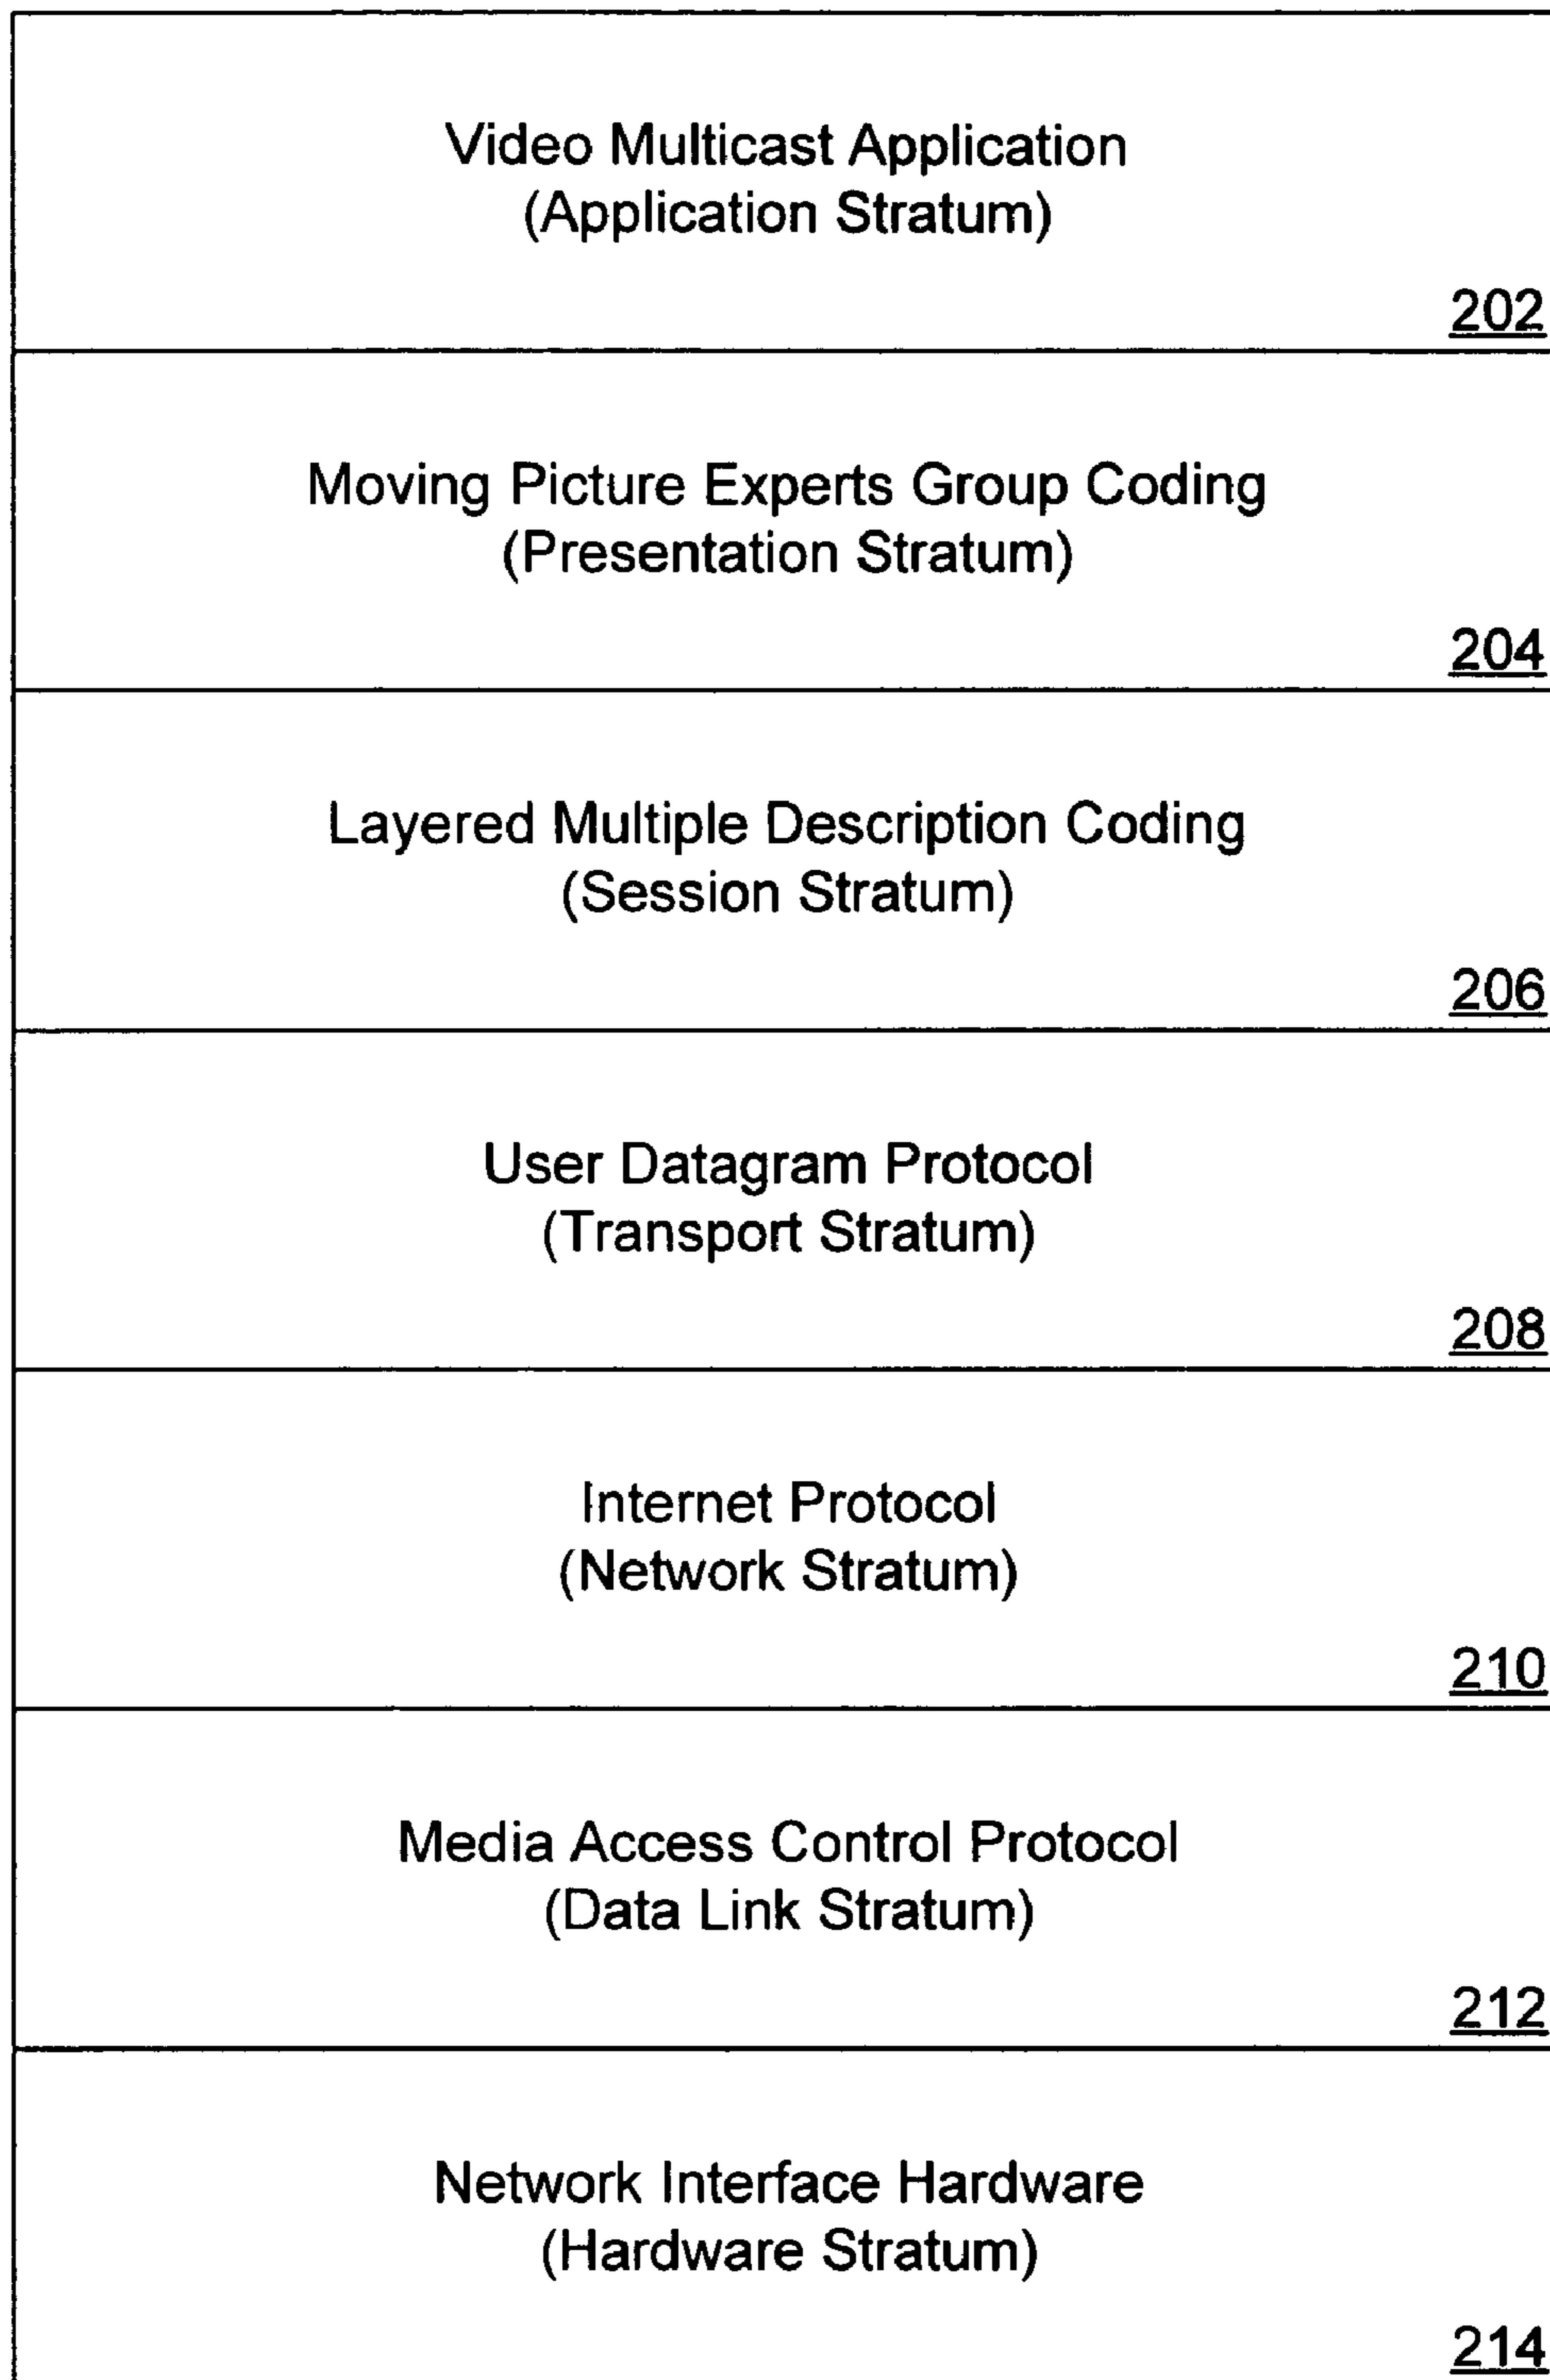 Video Multicast Application
(Application Stratum)
202
Moving Picture Experts Group Coding
(Presentation Stratum)
204
Layered Multiple Description Coding
(Session Stratum)
206
User Datagram Protocol
(Transport Stratum)
208
Internet Protocol
(Network Stratum)
210
Media Access Control Protocol
(Data Link Stratum)
212
Network Interface Hardware
(Hardware Stratum)
214